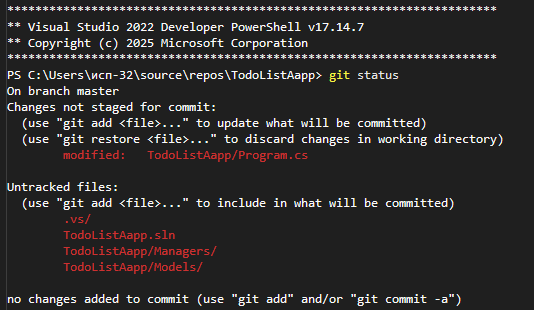 **********************************************************************
** Visual Studio 2022 Developer PowerShell v17.14.7
** Copyright (c) 2025 Microsoft Corporation
**********************************************************************
PS C:\Users\исп-32\source\repos\TodoListAapp> git status
On branch master
Changes not staged for commit:
  (use "git add <file>..." to update what will be committed)
  (use "git restore <file>..." to discard changes in working directory)
        modified:   TodoListAapp/Program.cs

Untracked files:
  (use "git add <file>..." to include in what will be committed)
        .vs/
        TodoListAapp.sln
        TodoListAapp/Managers/
        TodoListAapp/Models/

no changes added to commit (use "git add" and/or "git commit -a")